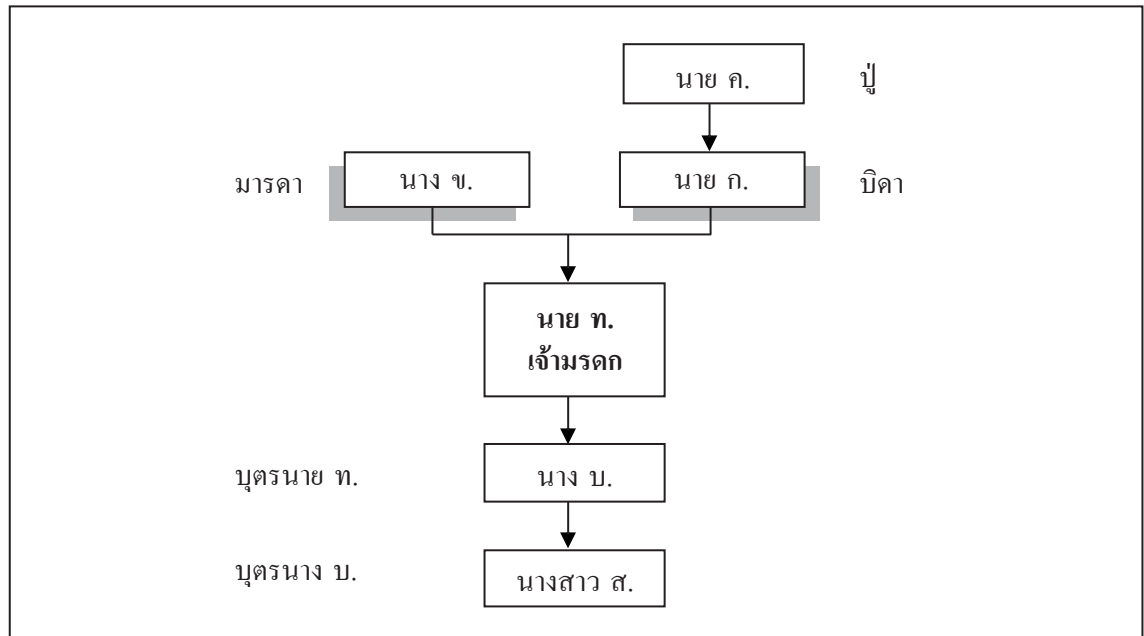 นาย ค. ปู่
มารดา นาง ข. นาย ก. บิดา
นาย ท.
เจ้ามรดก
บุตรนาย ท. นาง บ.
บุตรนาง บ. นางสาว ส.